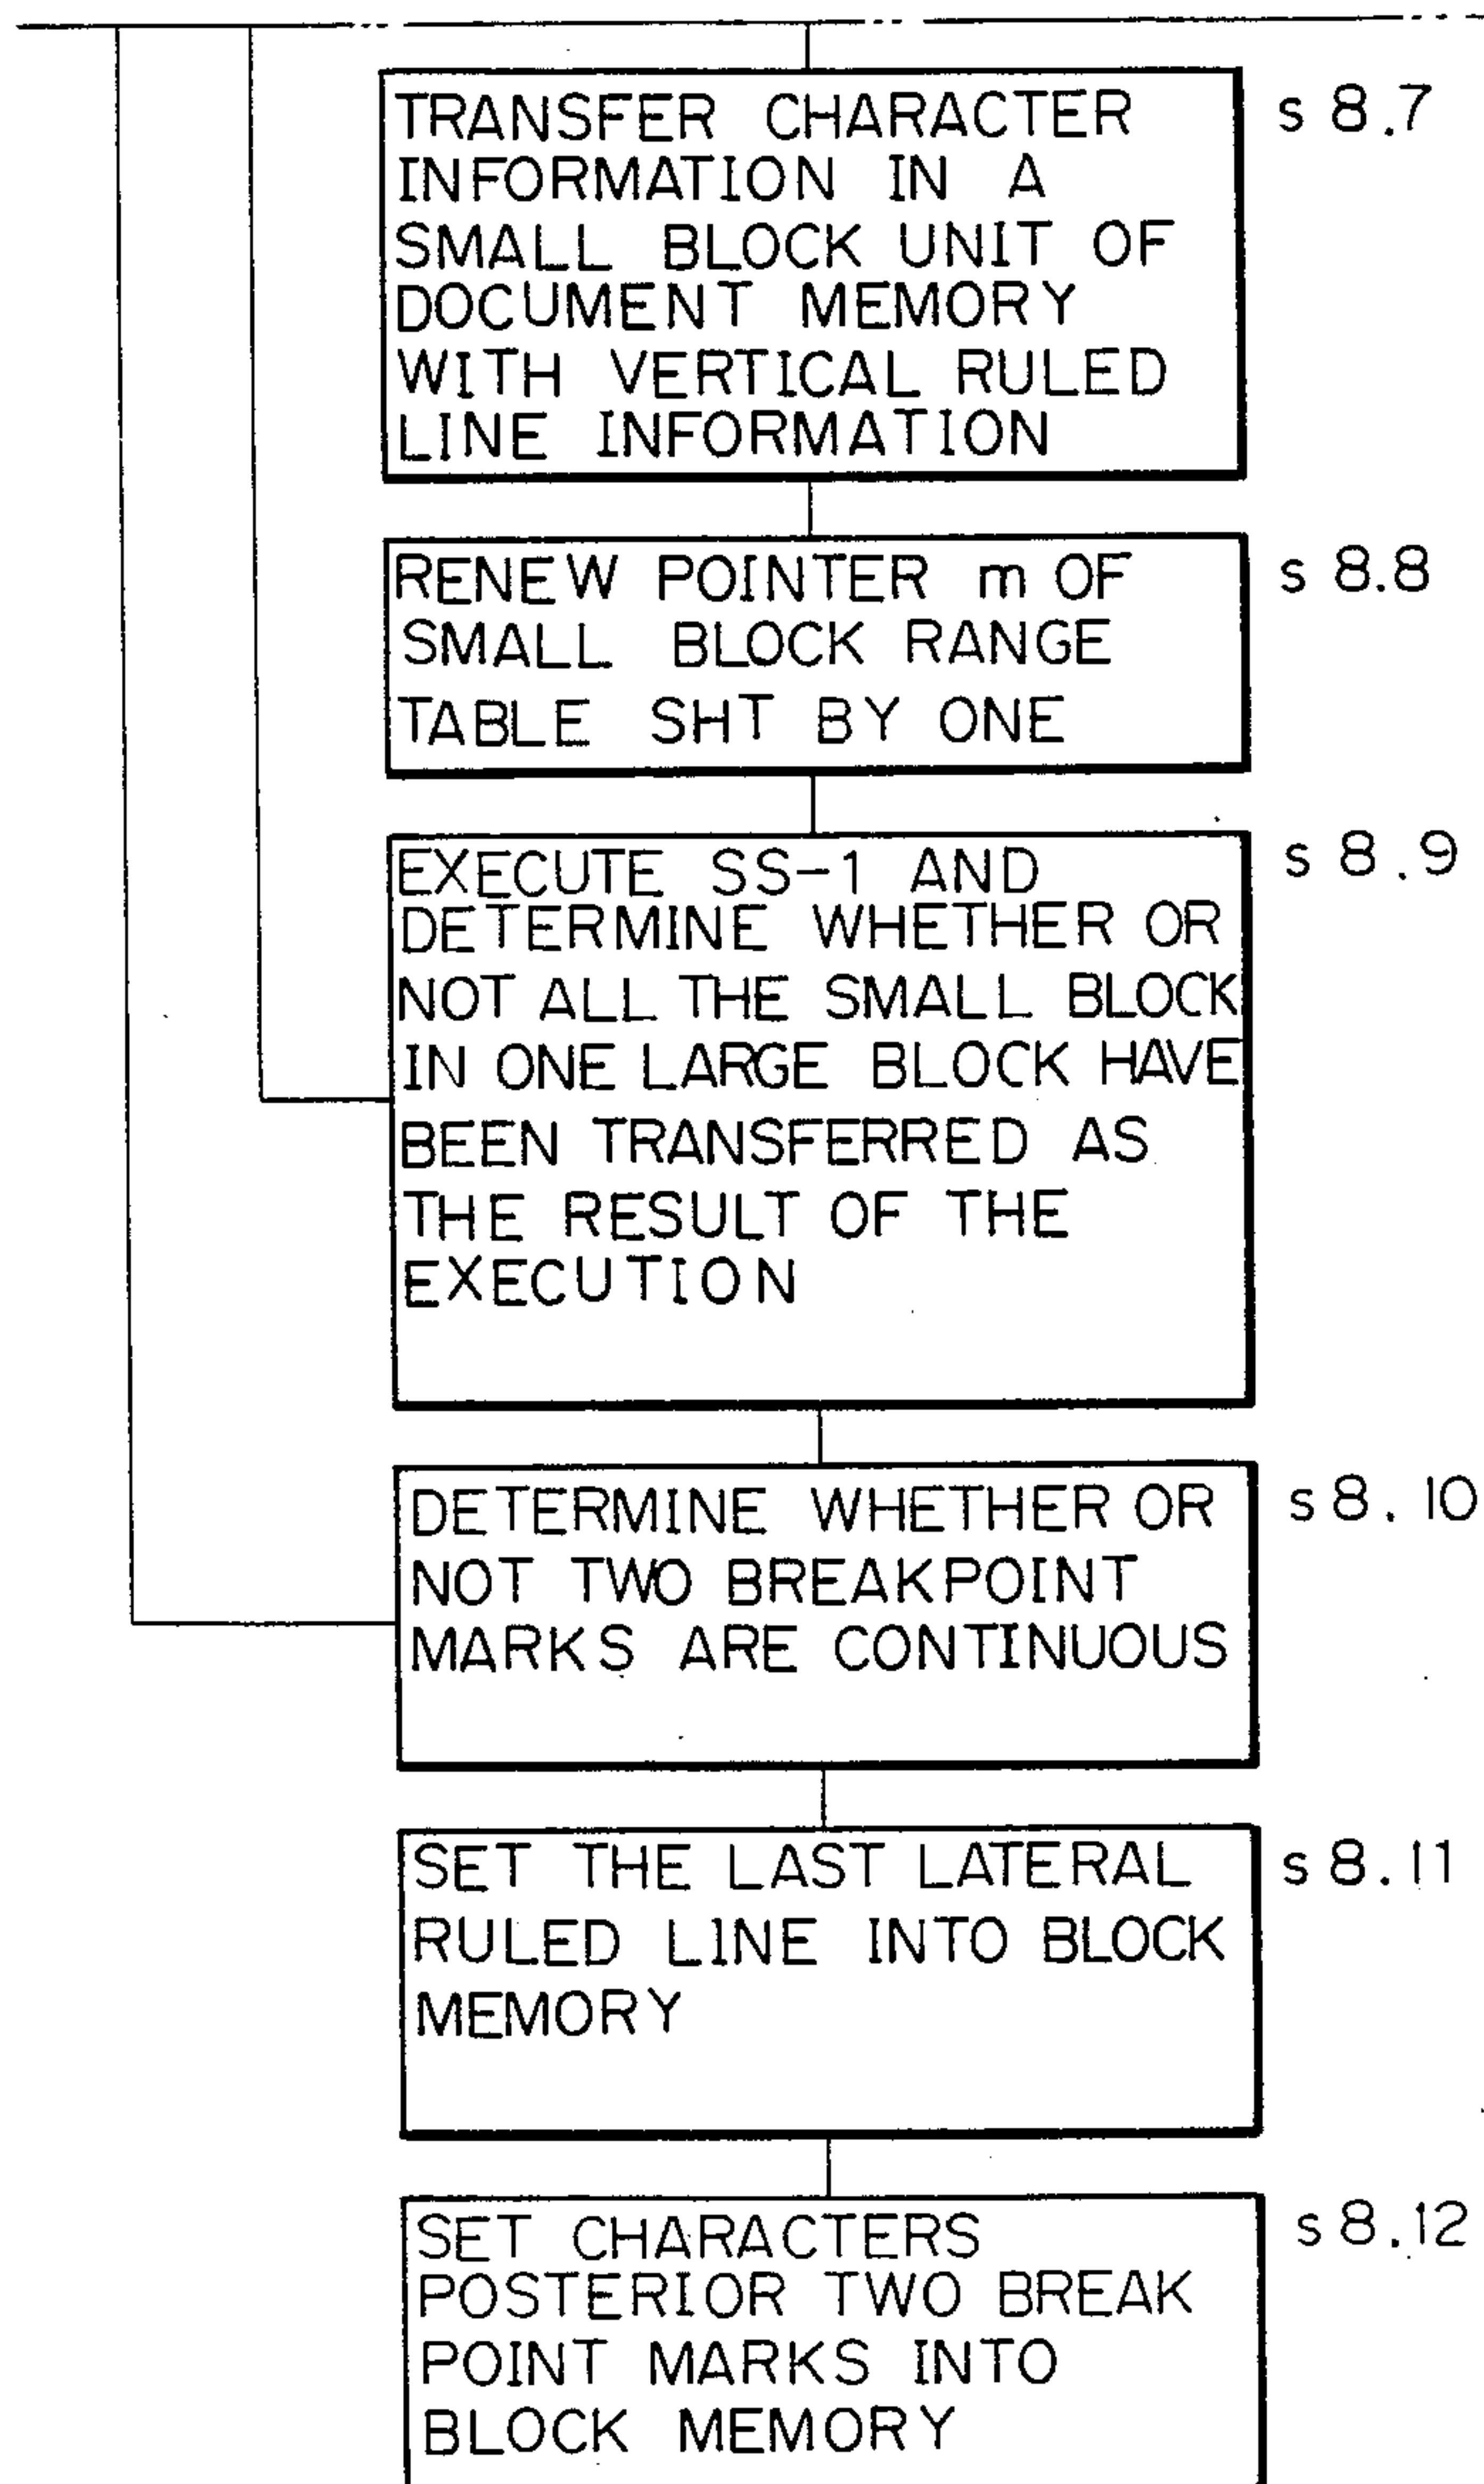 TRANSFER CHARACTER s 8.7
INFORMATION IN A
SMALL BLOCK UNIT OF
DOCUMENT MEMORY
WITH VERTICAL RULED
LINE INFORMATION
RENEW POINTER m OF s 8.8
SMALL BLOCK RANGE
TABLE SHT BY ONE
EXECUTE SS-1 AND s 8.9
DETERMINE WHETHER OR
NOT ALL THE SMALL BLOCK
IN ONE LARGE BLOCK HAVE
BEEN TRANSFERRED AS
THE RESULT OF THE
EXECUTION
DETERMINE WHETHER OR s 8.10
NOT TWO BREAKPOINT
MARKS ARE CONTINUOUS
SET THE LAST LATERAL s 8.11
RULED LINE INTO BLOCK
MEMORY
SET CHARACTERS s 8.12
POSTERIOR TWO BREAK
POINT MARKS INTO
BLOCK MEMORY